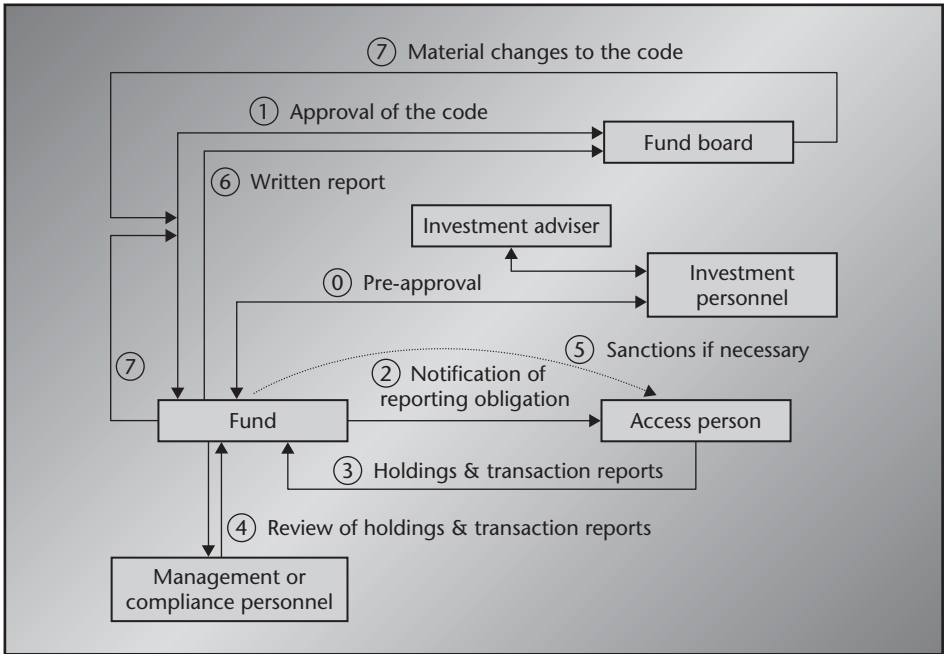 ⑦ Material changes to the code
① Approval of the code
Fund board
⑥ Written report
Investment adviser
⓪ Pre-approval
Investment
personnel
⑦
⑤ Sanctions if necessary
② Notification of
reporting obligation
Fund
Access person
③ Holdings & transaction reports
④ Review of holdings & transaction reports
Management or
compliance personnel